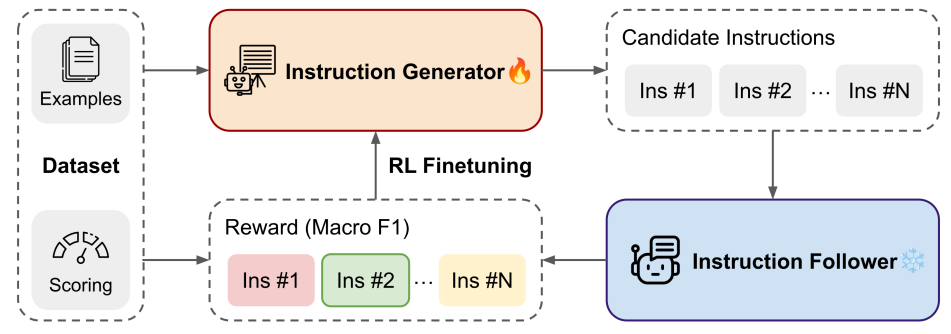 Examples
Dataset
Scoring
Instruction Generator
Candidate Instructions
Ins #1
Ins #2
...
Ins #N
RL Finetuning
Reward (Macro F1)
Ins #1
Ins #2
...
Ins #N
Instruction Follower